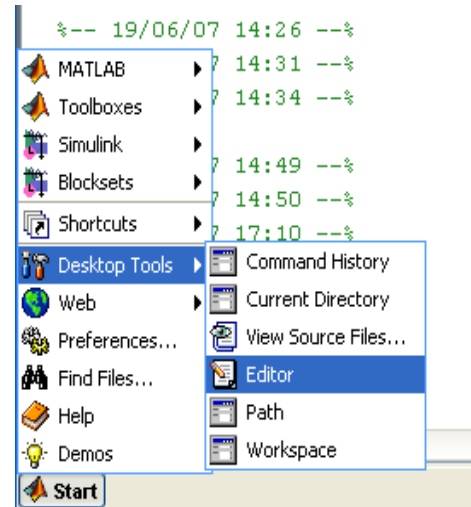 %-- 19/06/07 14:26 --%
7 14:31 --%
7 14:34 --%
7 14:49 --%
7 14:50 --%
7 17:10 --%
MATLAB
Toolboxes
Simulink
Blocksets
Shortcuts
Desktop Tools
Web
Preferences...
Find Files...
Help
Demos
Command History
Current Directory
View Source Files...
Editor
Path
Workspace
Start